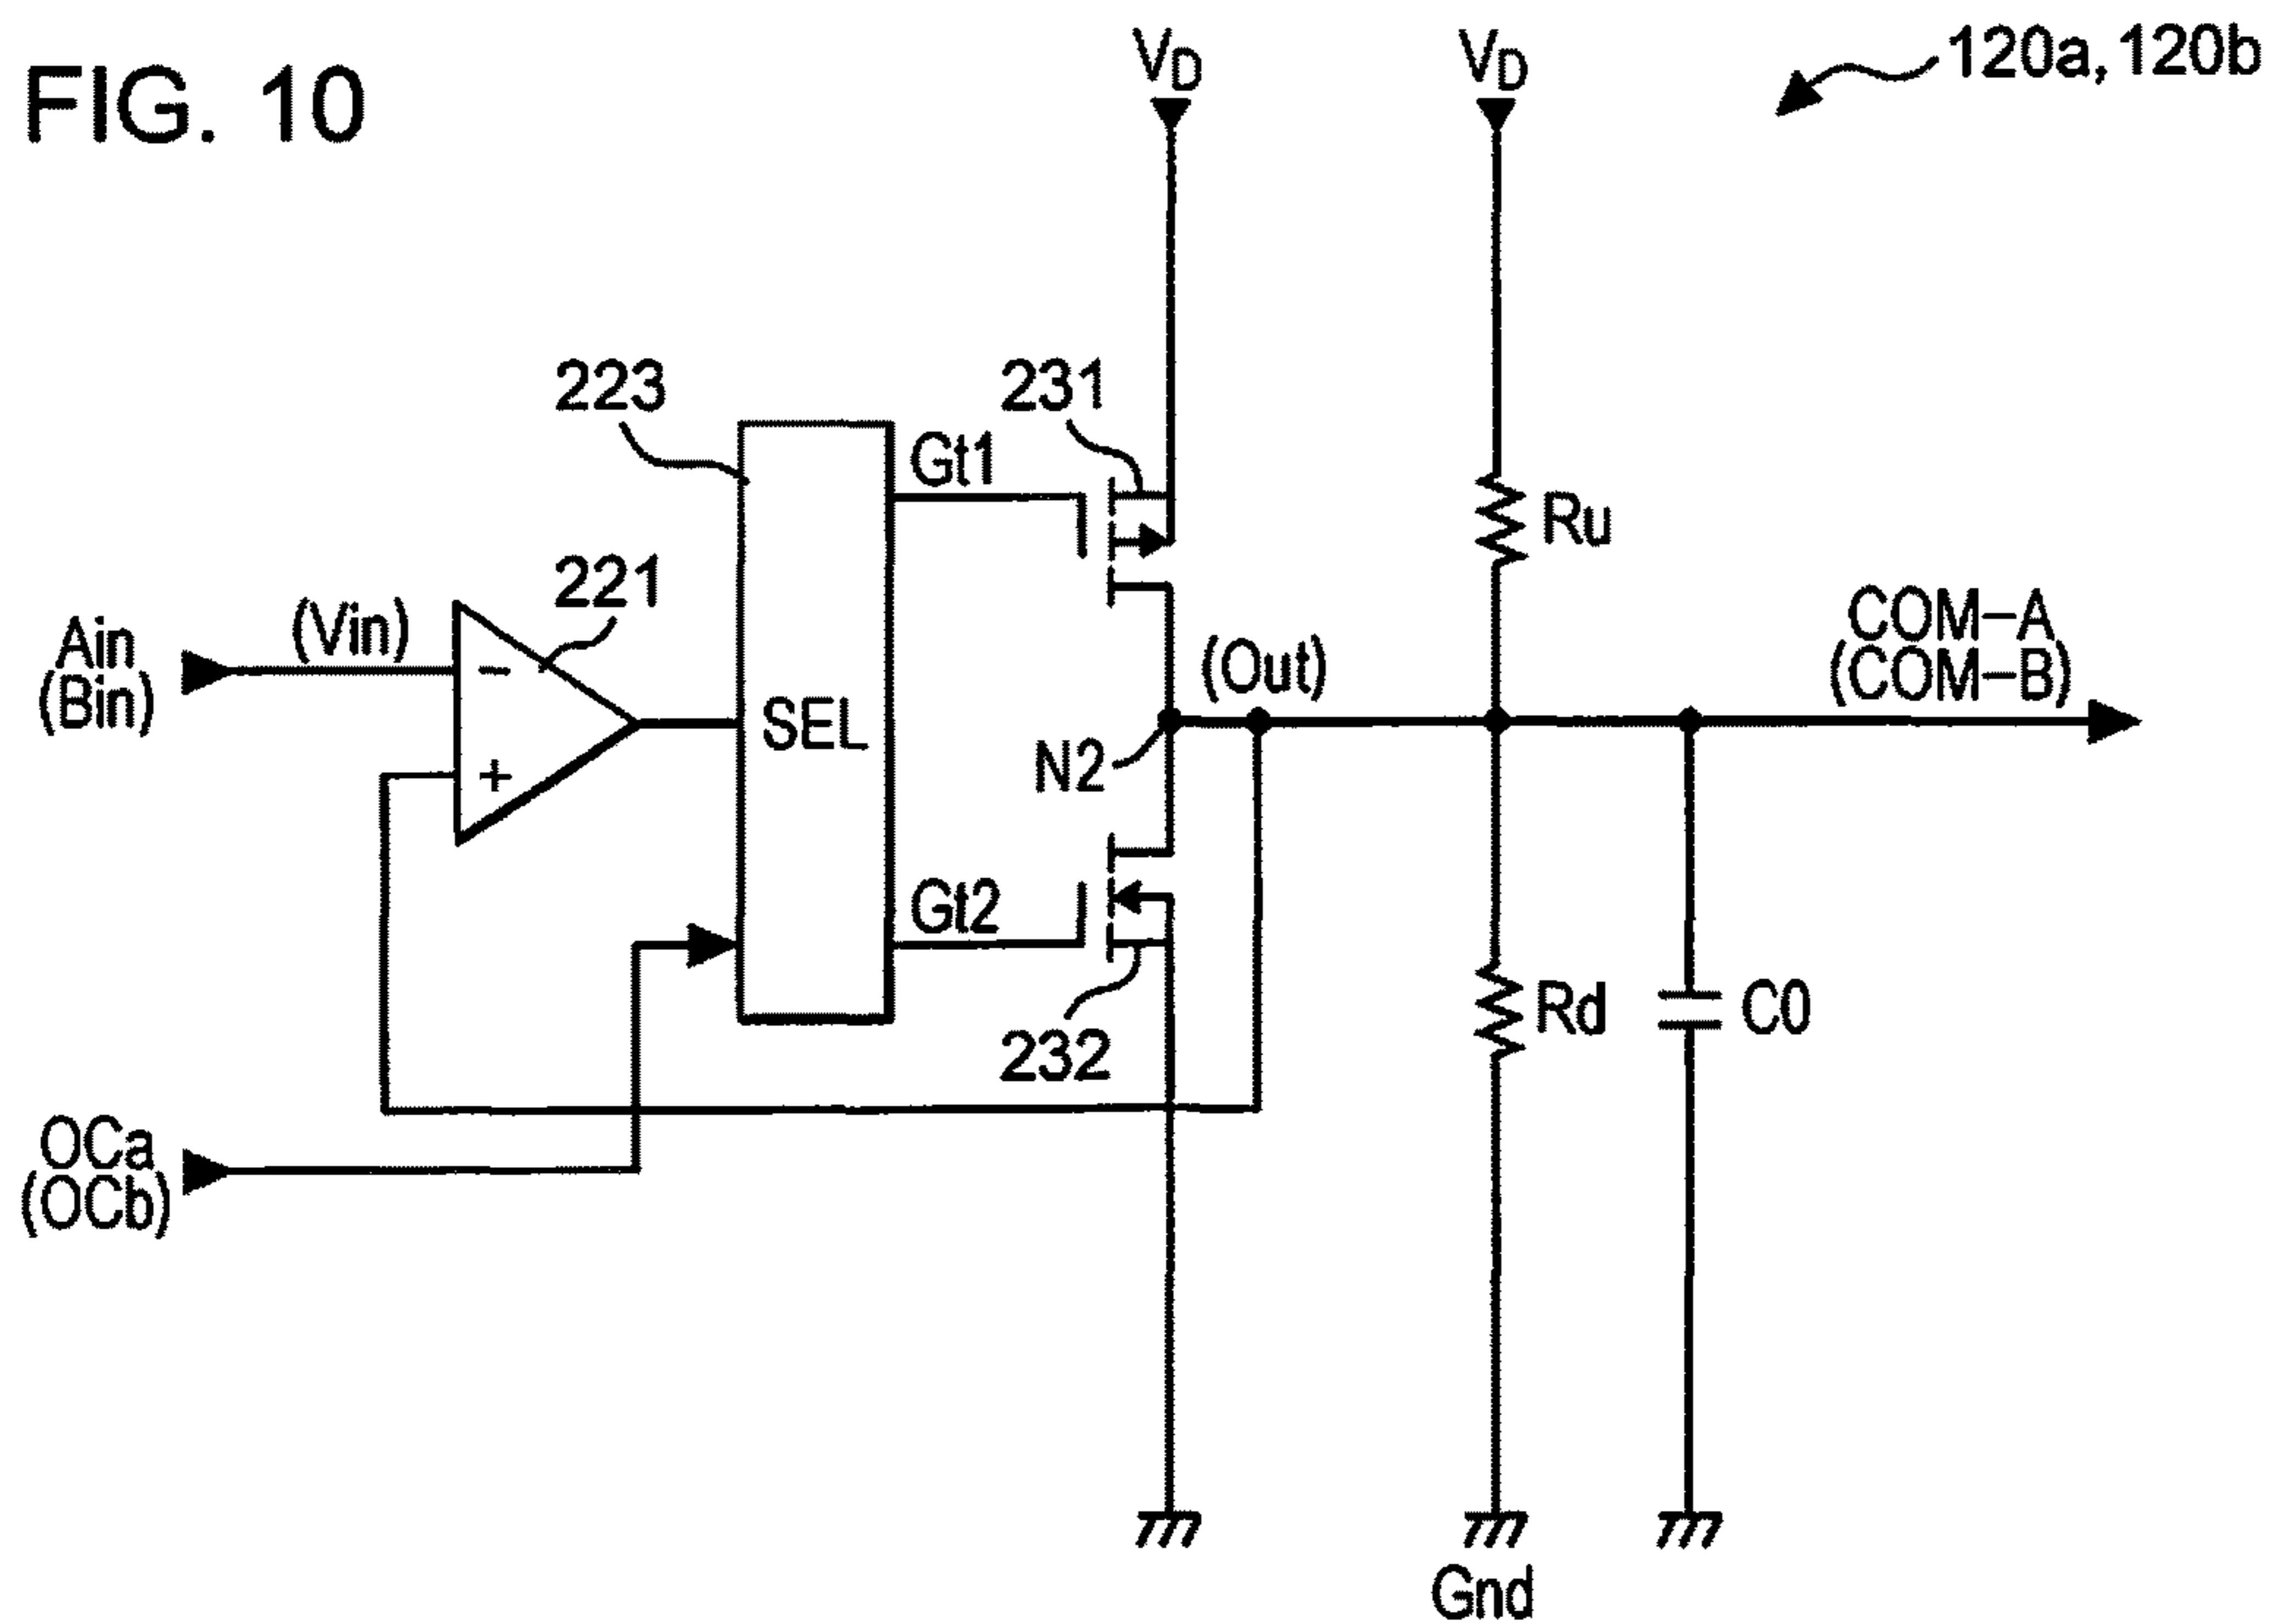 FIG. 10
VD
VD
120a, 120b
223
231
Gt1
Ru
221
Ain
(Bin)
(Vin)
−
+
SEL
(Out)
COM−A
(COM−B)
N2
Gt2
232
Rd
C0
OCa
(OCb)
Gnd